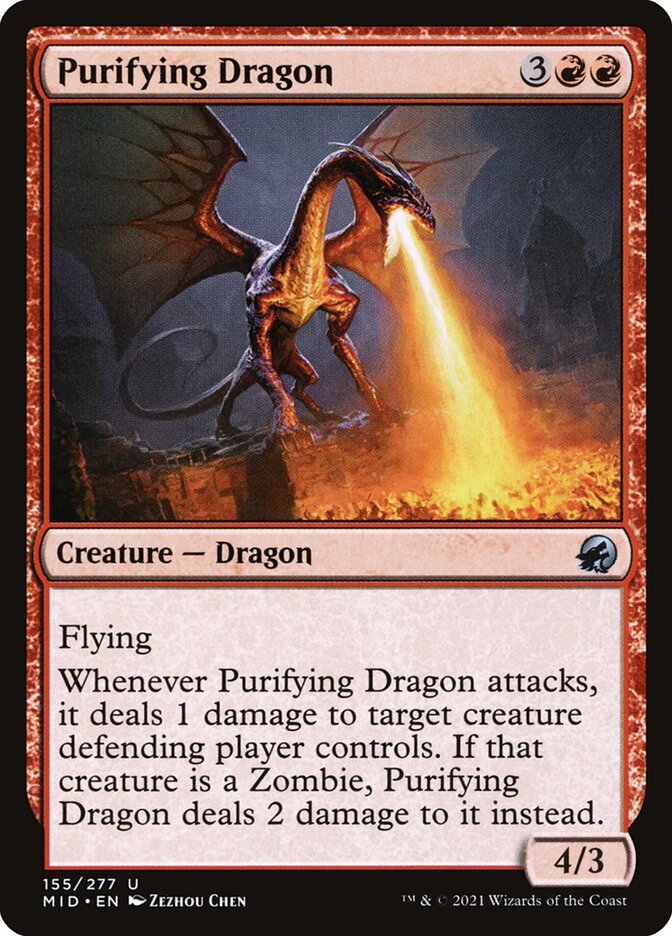 Purifying Dragon 3
Creature — Dragon
Flying
Whenever Purifying Dragon attacks,
it deals 1 damage to target creature
defending player controls. If that
creature is a Zombie, Purifying
Dragon deals 2 damage to it instead.
4/3
155/277 U
MID • EN Zezhou Chen ™ & © 2021 Wizards of the Coast